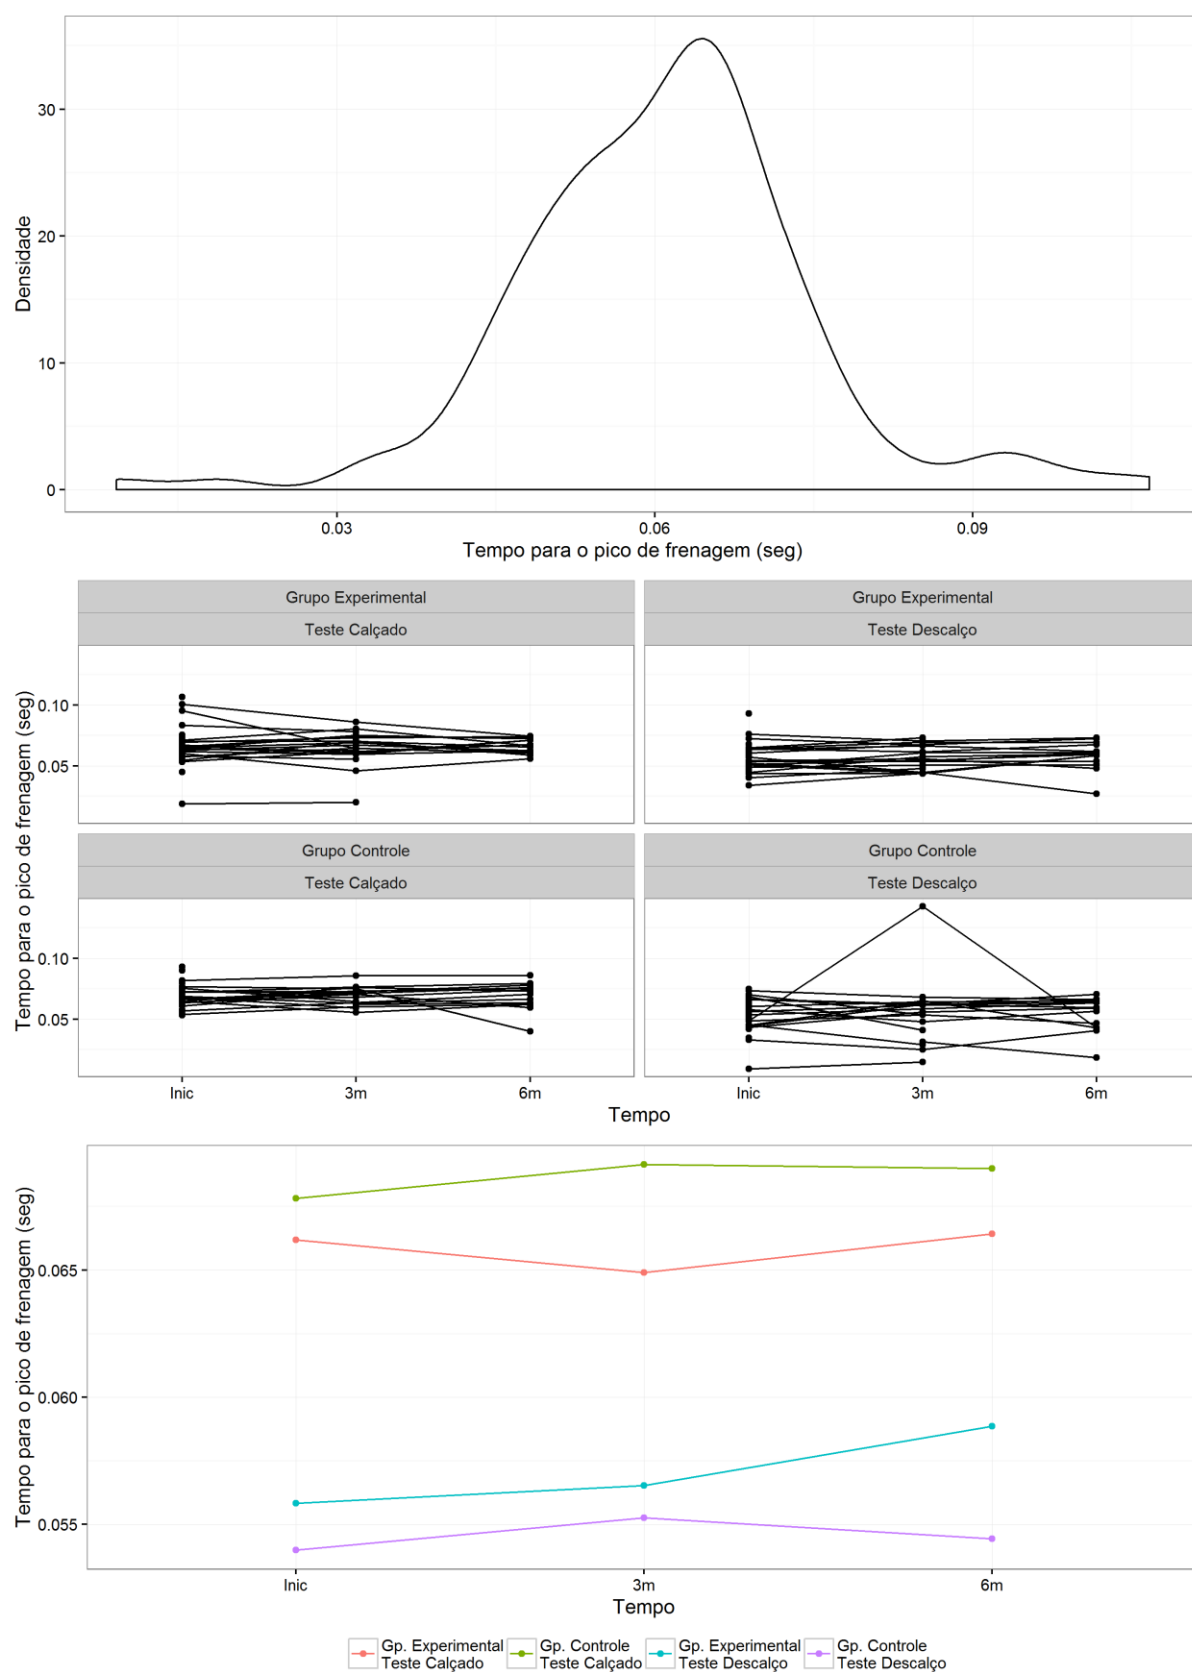 Densidade
30
20
10
0
0.03
0.06
0.09
Tempo para o pico de frenagem (seg)
Tempo para o pico de frenagem (seg)
Grupo Experimental
Teste Calçado
Grupo Experimental
Teste Descalço
0.10
0.05
Grupo Controle
Teste Calçado
Grupo Controle
Teste Descalço
0.10
0.05
Inic
3m
6m
Inic
3m
6m
Tempo
Tempo para o pico de frenagem (seg)
0.065
0.060
0.055
Inic
3m
6m
Tempo
Gp. Experimental
Teste Calçado
Gp. Controle
Teste Calçado
Gp. Experimental
Teste Descalço
Gp. Controle
Teste Descalço